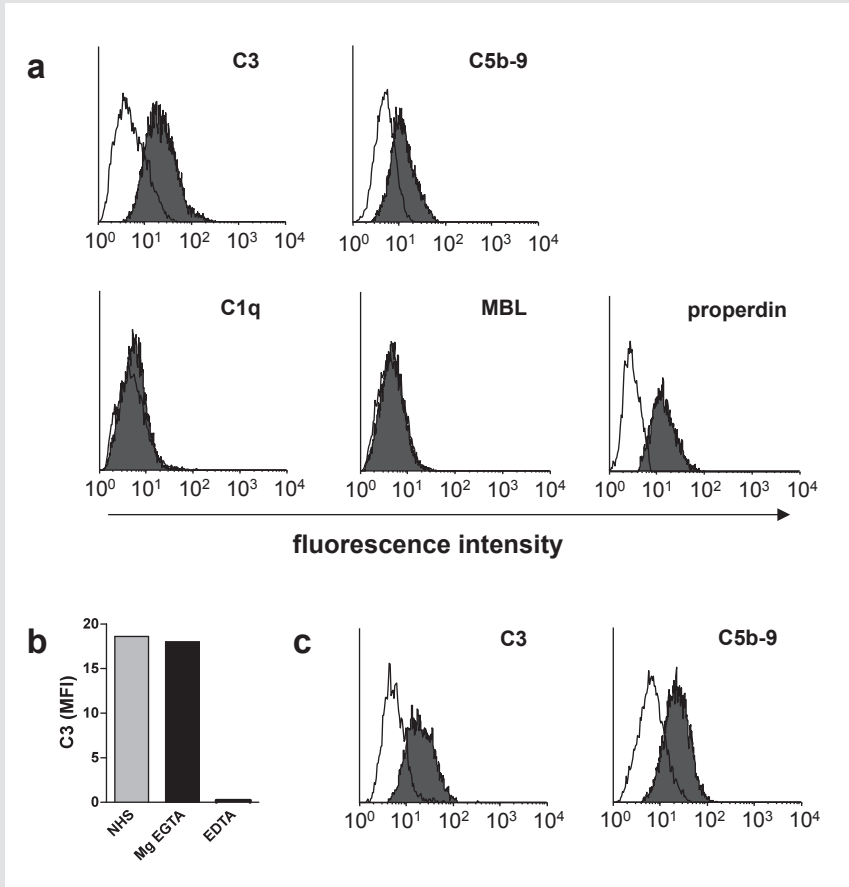 a
C3
C5b-9
10⁰ 10¹ 10² 10³ 10⁴
10⁰ 10¹ 10² 10³ 10⁴
C1q
MBL
properdin
10⁰ 10¹ 10² 10³ 10⁴
10⁰ 10¹ 10² 10³ 10⁴
10⁰ 10¹ 10² 10³ 10⁴
fluorescence intensity
b
C3 (MFI)
20
15
10
5
0
NHS
Mg EGTA
EDTA
c
C3
C5b-9
10⁰ 10¹ 10² 10³ 10⁴
10⁰ 10¹ 10² 10³ 10⁴